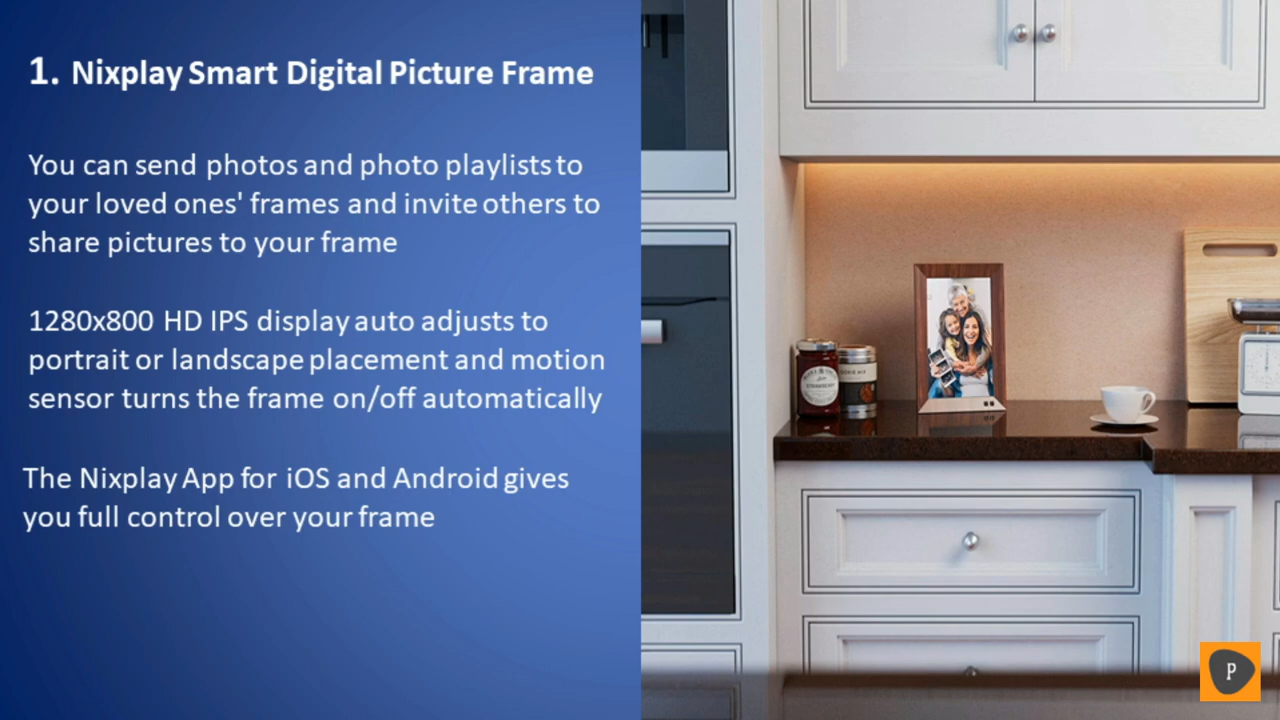 1. Nixplay Smart Digital Picture Frame
You can send photos and photo playlists to
your loved ones' frames and invite others to
share pictures to your frame
1280x800 HD IPS display auto adjusts to
portrait or landscape placement and motion
sensor turns the frame on/off automatically
The Nixplay App for iOS and Android gives
you full control over your frame
STRAWBERRY
P